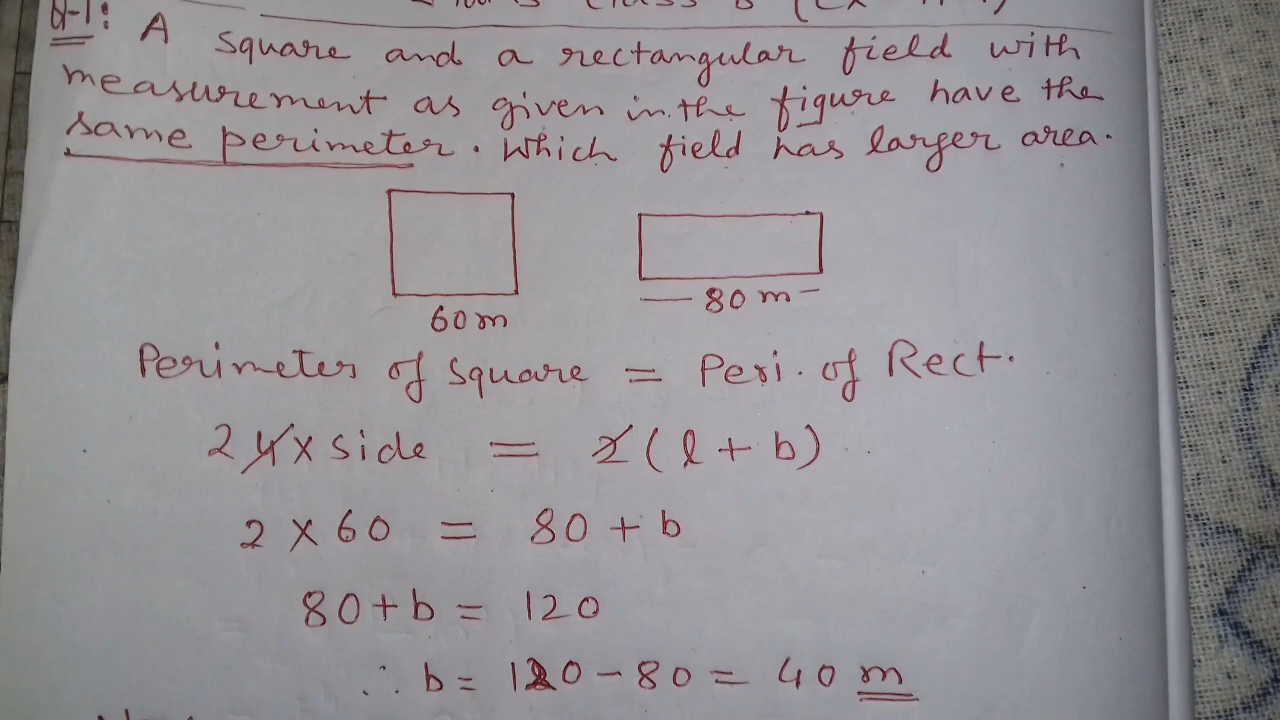 Q-1: A square and a rectangular field with
measurement as given in the figure have the
same perimeter. Which field has larger area.
60 m
80 m
Perimeter of square = Peri. of Rect.
2 4 x side = 2 (l + b)
2 x 60 = 80 + b
80 + b = 120
∴ b = 120 - 80 = 40 m